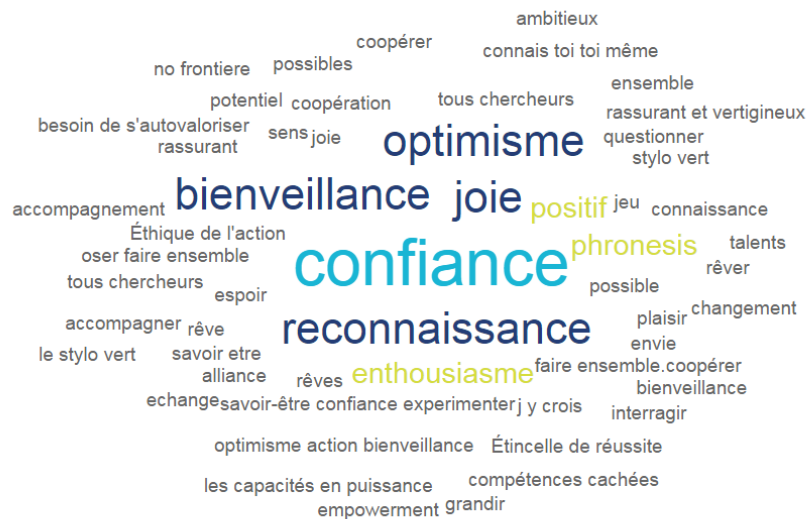 ambitieux
coopérer
connais toi toi même
no frontiere
possibles
ensemble
potentiel
coopération
tous chercheurs
rassurant et vertigineux
besoin de s'autovaloriser
sens
joie
optimisme
questionner
rassurant
stylo vert
bienveillance
joie
positif
jeu
connaissance
accompagnement
Éthique de l'action
phronesis
talents
oser faire ensemble
confiance
rêver
tous chercheurs
espoir
possible
changement
accompagner
rêve
reconnaissance
plaisir
envie
le stylo vert
savoir etre
faire ensemble.coopérer
alliance
rêves
enthousiasme
bienveillance
echange
savoir-être confiance experimenter
j y crois
interragir
optimisme action bienveillance
Étincelle de réussite
les capacités en puissance
compétences cachées
empowerment
grandir